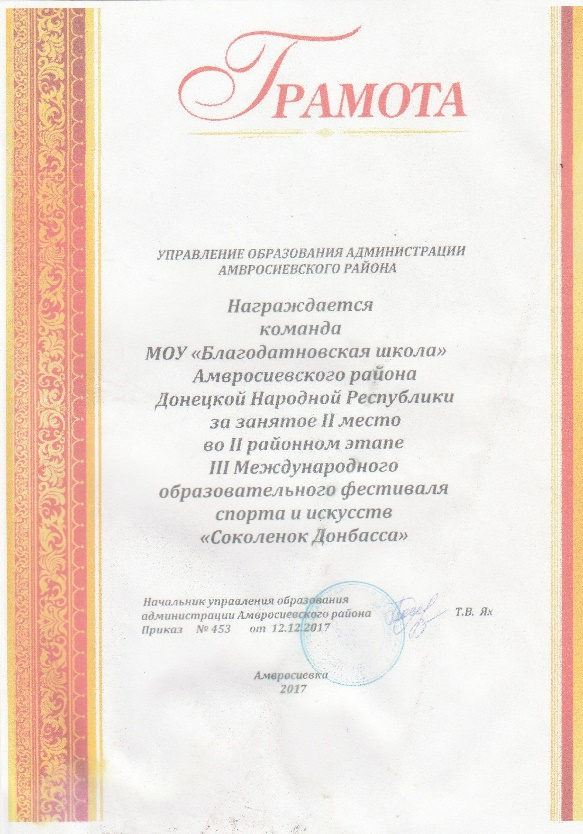 ГРАМОТА
УПРАВЛЕНИЕ ОБРАЗОВАНИЯ АДМИНИСТРАЦИИ
АМВРОСИЕВСКОГО РАЙОНА
Награждается
команда
МОУ «Благодатновская школа»
Амвросиевского района
Донецкой Народной Республики
за занятое II место
во II районном этапе
III Международного
образовательного фестиваля
спорта и искусств
«Соколенок Донбасса»
Начальник управления образования
администрации Амвросиевского района Т.В. Ях
Приказ № 453 от 12.12.2017
Амвросиевка
2017